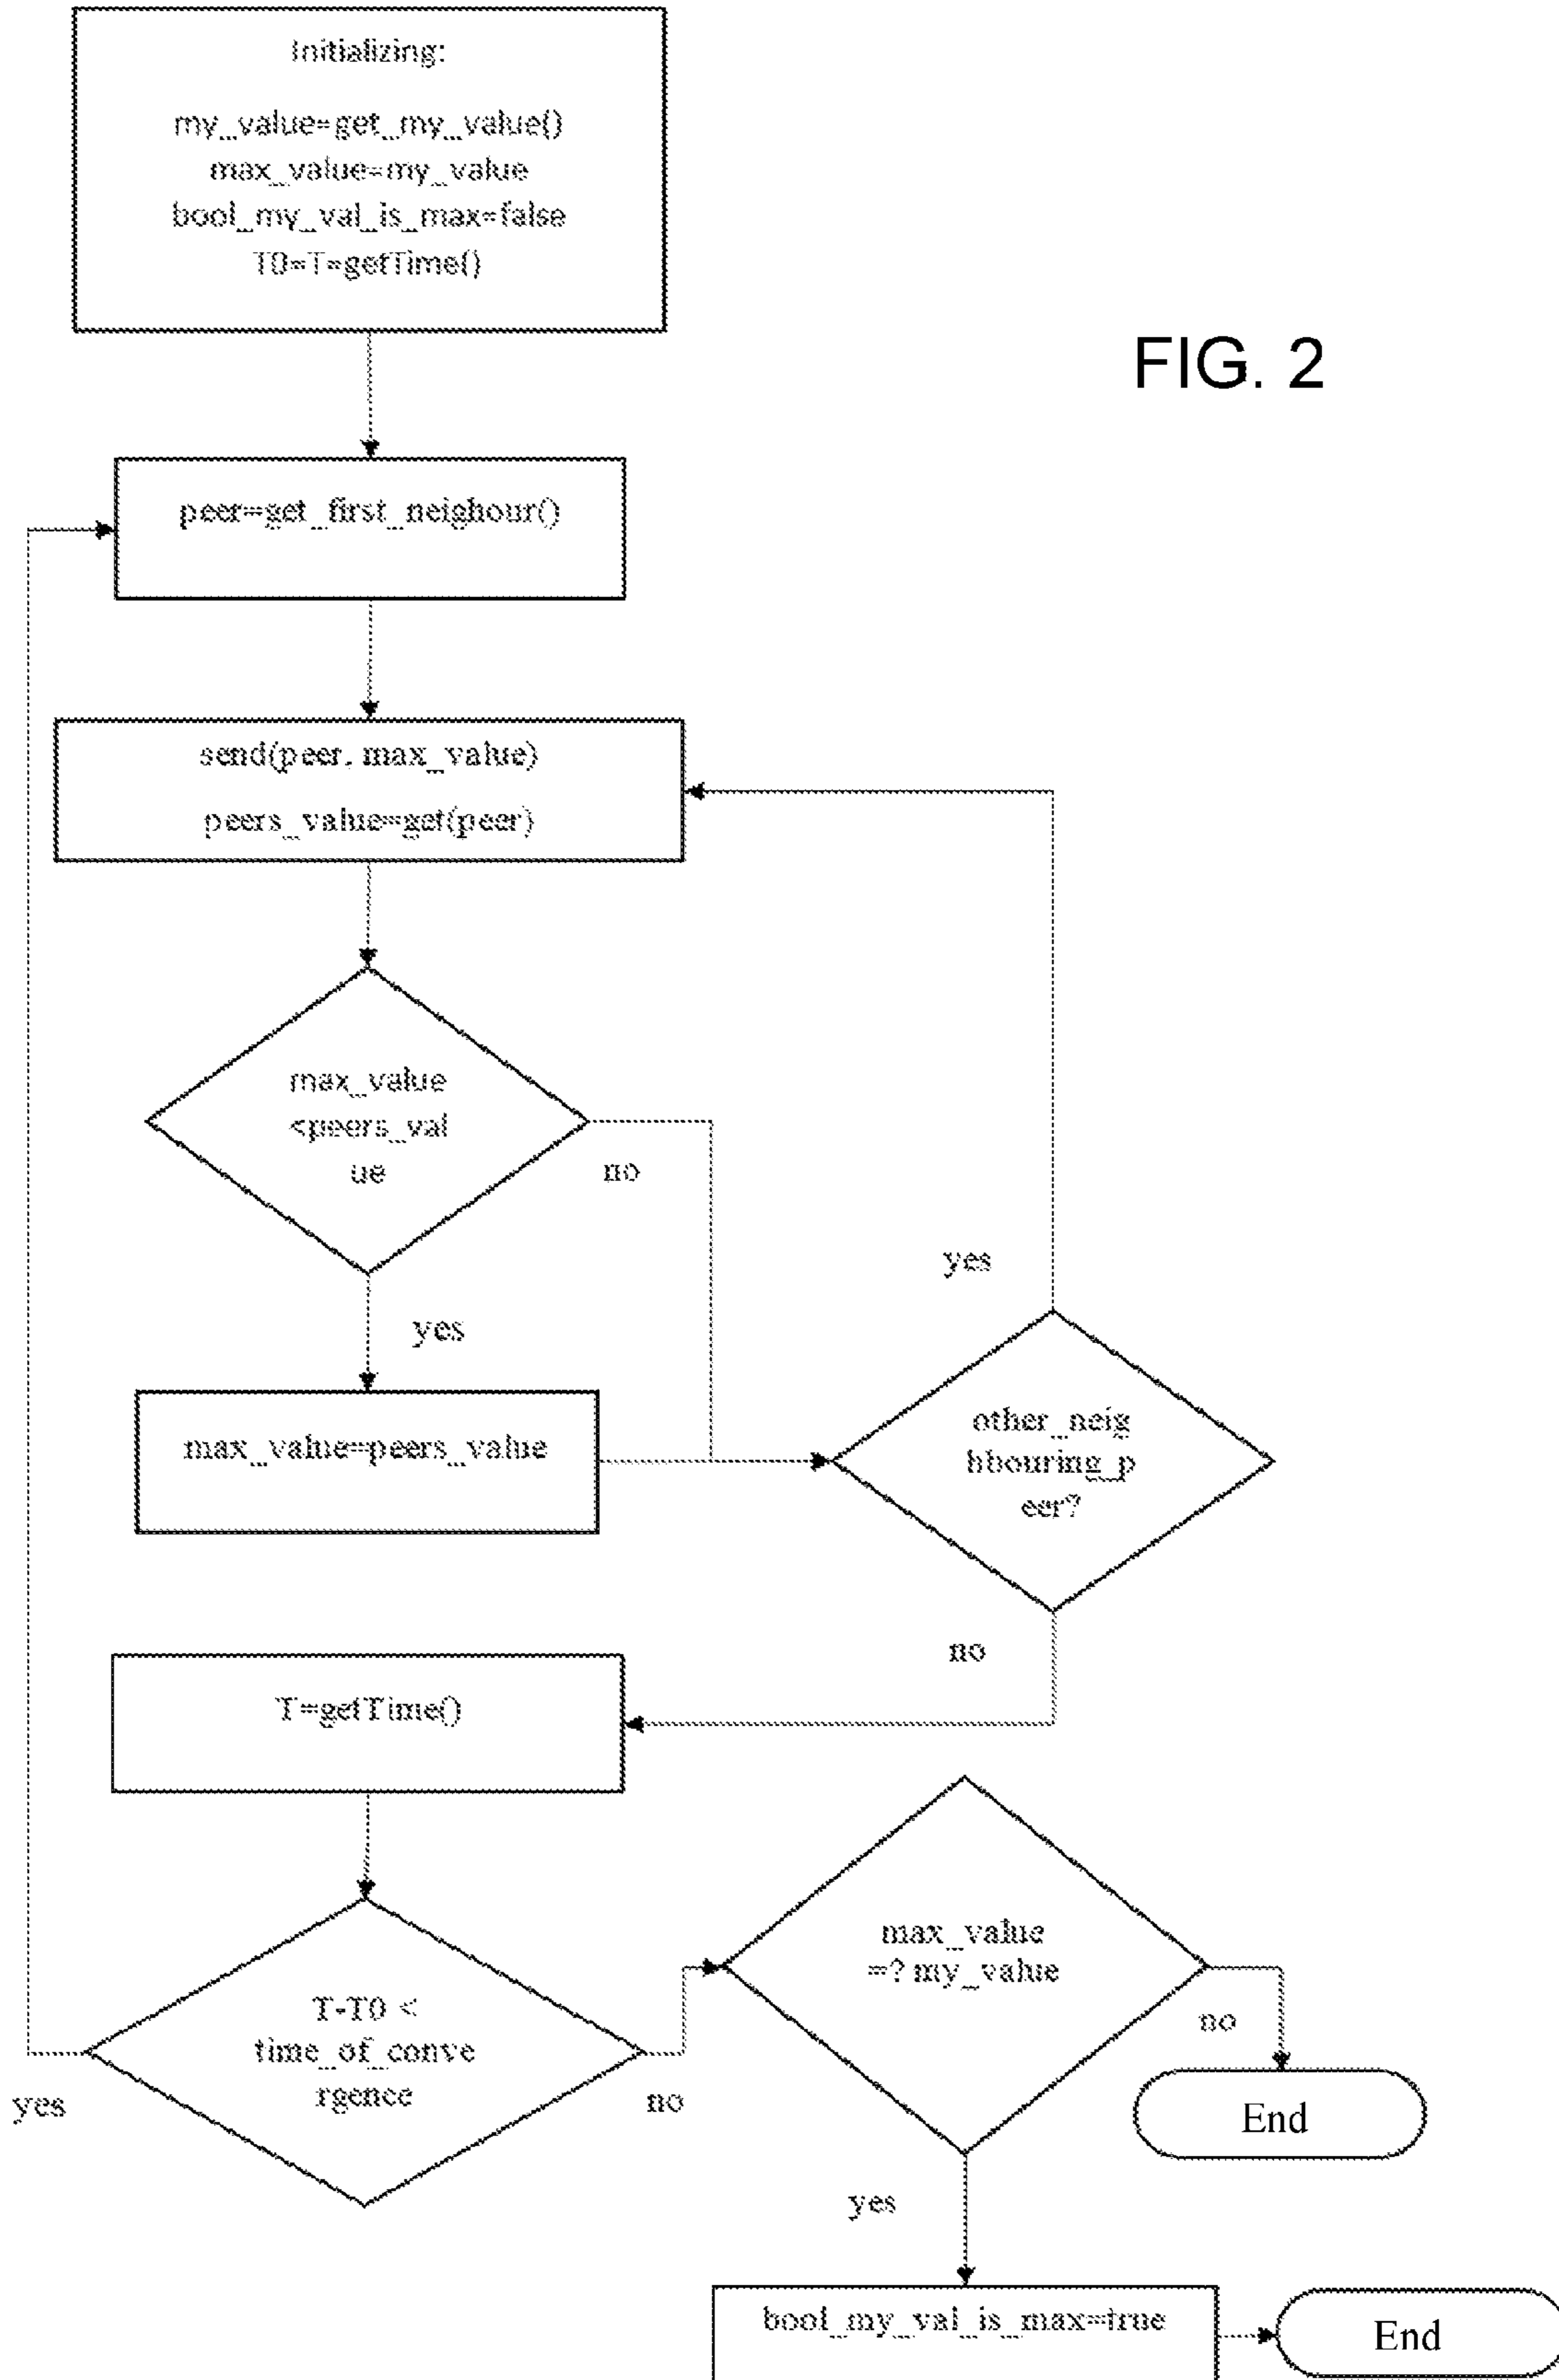 Initializing:
my_value=get_my_value()
max_value=my_value
bool_my_val_is_max=false
T0=T=getTime()
FIG. 2
peer=get_first_neighour()
send(peer, max_value)
peers_value=get(peer)
max_value
<peers_val
ue
no
yes
yes
max_value=peers_value
other_neig
hbouring_p
eer?
no
T=getTime()
max_value
=? my_value
T-T0 <
time_of_conve
rgence
no
yes
no
End
yes
bool_my_val_is_max=true
End